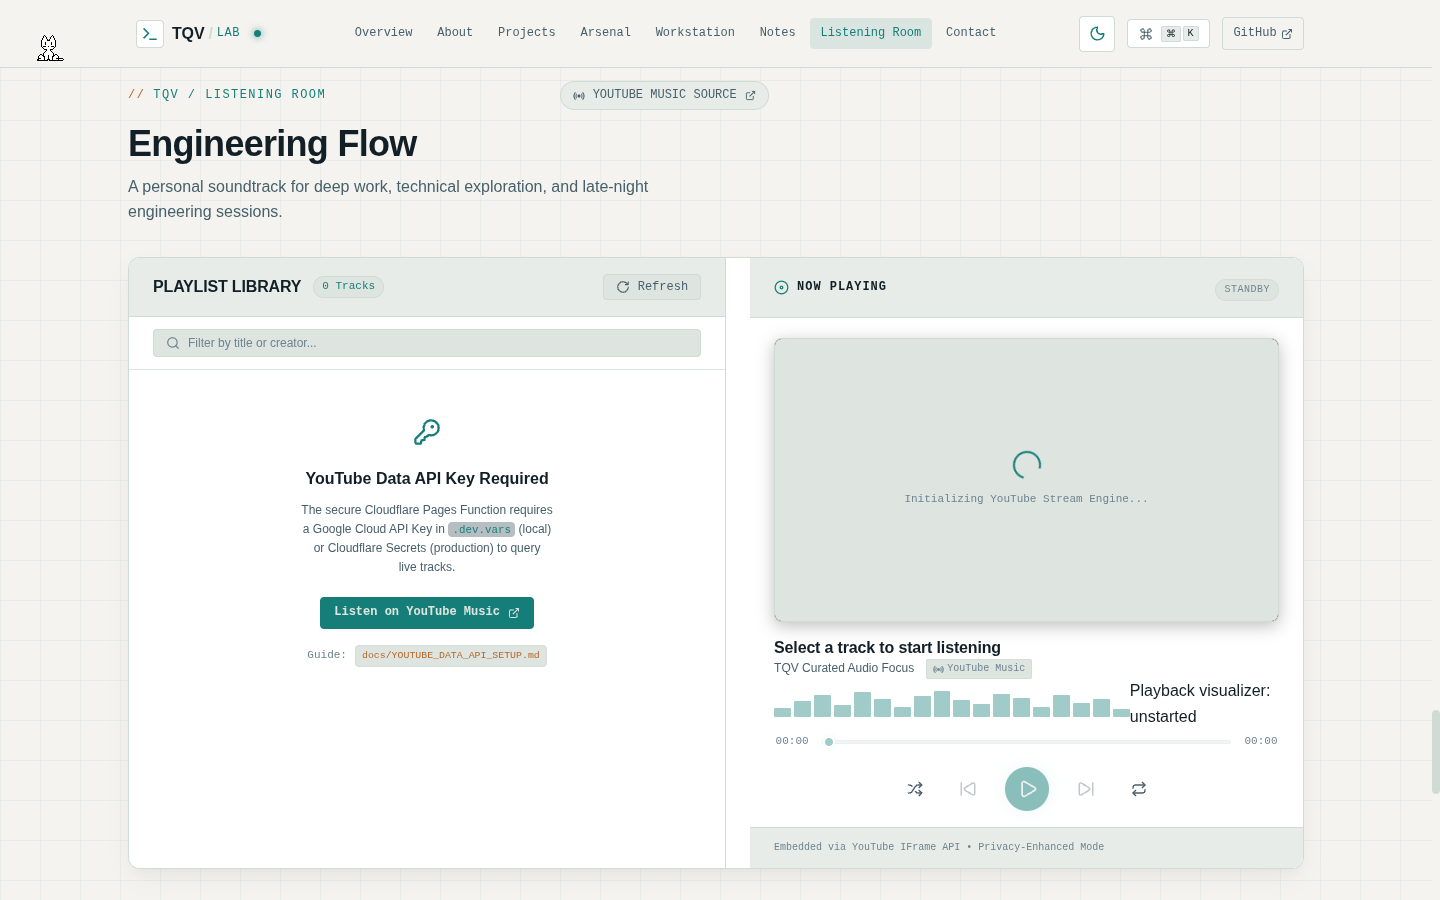 TQV / LAB
Overview About Projects Arsenal Workstation Notes Listening Room Contact
⌘ ⌘ K
GitHub
// TQV / LISTENING ROOM
YOUTUBE MUSIC SOURCE
Engineering Flow
A personal soundtrack for deep work, technical exploration, and late-night
engineering sessions.
PLAYLIST LIBRARY 0 Tracks
Refresh
Filter by title or creator...
YouTube Data API Key Required
The secure Cloudflare Pages Function requires
a Google Cloud API Key in .dev.vars (local)
or Cloudflare Secrets (production) to query
live tracks.
Listen on YouTube Music
Guide: docs/YOUTUBE_DATA_API_SETUP.md
NOW PLAYING
STANDBY
Initializing YouTube Stream Engine...
Select a track to start listening
TQV Curated Audio Focus YouTube Music
Playback visualizer:
unstarted
00:00 00:00
Embedded via YouTube IFrame API • Privacy-Enhanced Mode